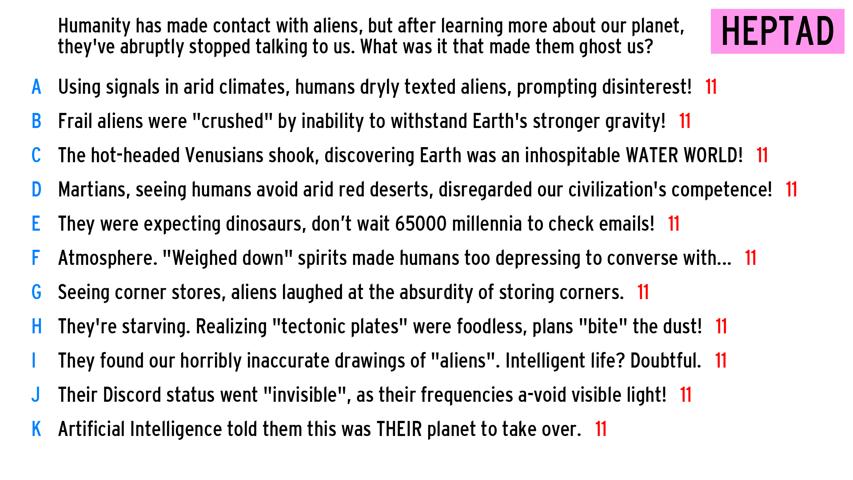 Humanity has made contact with aliens, but after learning more about our planet,
they've abruptly stopped talking to us. What was it that made them ghost us?
HEPTAD
A Using signals in arid climates, humans dryly texted aliens, prompting disinterest! 11
B Frail aliens were "crushed" by inability to withstand Earth's stronger gravity! 11
C The hot-headed Venusians shook, discovering Earth was an inhospitable WATER WORLD! 11
D Martians, seeing humans avoid arid red deserts, disregarded our civilization's competence! 11
E They were expecting dinosaurs, don't wait 65000 millennia to check emails! 11
F Atmosphere. "Weighed down" spirits made humans too depressing to converse with... 11
G Seeing corner stores, aliens laughed at the absurdity of storing corners. 11
H They're starving. Realizing "tectonic plates" were foodless, plans "bite" the dust! 11
I They found our horribly inaccurate drawings of "aliens". Intelligent life? Doubtful. 11
J Their Discord status went "invisible", as their frequencies a-void visible light! 11
K Artificial Intelligence told them this was THEIR planet to take over. 11